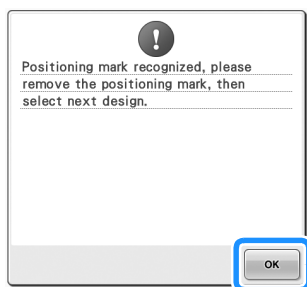 Positioning mark recognized, please
remove the positioning mark, then
select next design.
OK